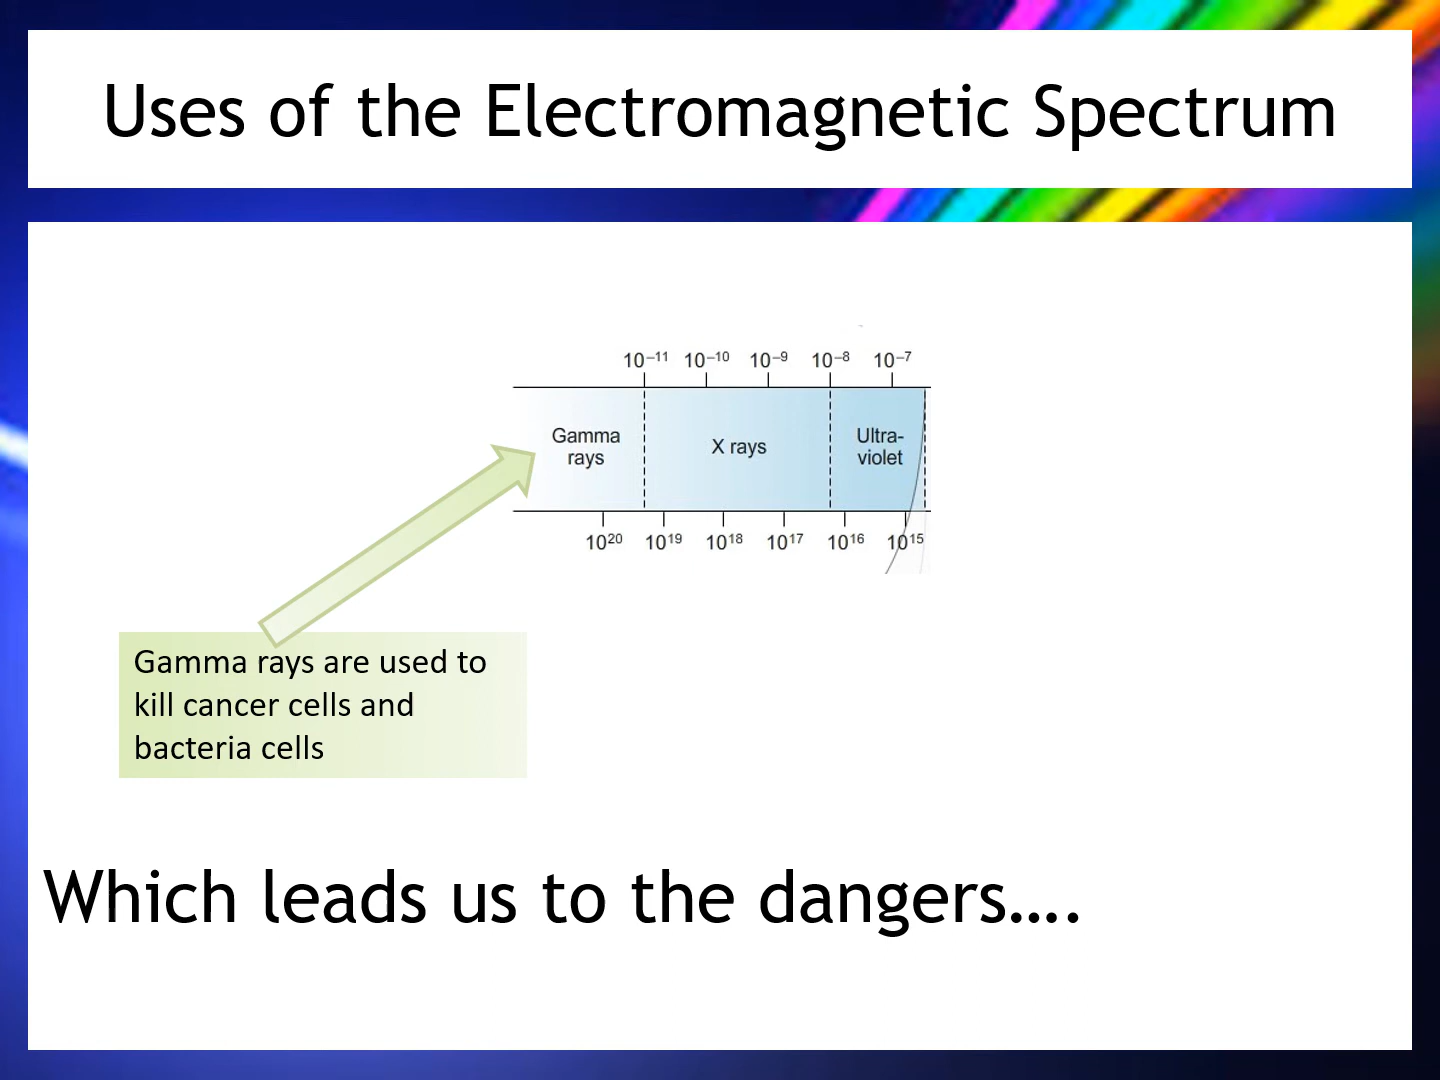 Uses of the Electromagnetic Spectrum
10⁻¹¹ 10⁻¹⁰ 10⁻⁹ 10⁻⁸ 10⁻⁷
Gamma
rays
X rays
Ultra-
violet
10²⁰ 10¹⁹ 10¹⁸ 10¹⁷ 10¹⁶ 10¹⁵
Gamma rays are used to
kill cancer cells and
bacteria cells
Which leads us to the dangers….